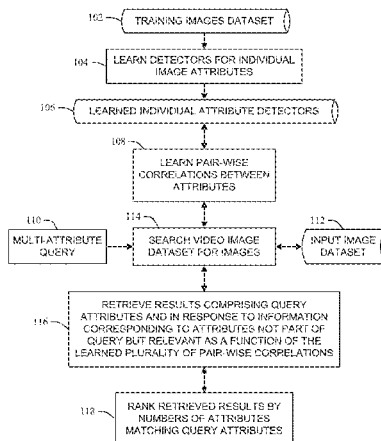 102
TRAINING IMAGES DATASET
104
LEARN DETECTORS FOR INDIVIDUAL
IMAGE ATTRIBUTES
106
LEARNED INDIVIDUAL ATTRIBUTE DETECTORS
108
LEARN PAIR-WISE
CORRELATIONS BETWEEN
ATTRIBUTES
110
MULTI-ATTRIBUTE
QUERY
114
SEARCH VIDEO IMAGE
DATASET FOR IMAGES
112
INPUT IMAGE
DATASET
116
RETRIEVE RESULTS COMPRISING QUERY
ATTRIBUTES AND IN RESPONSE TO INFORMATION
CORRESPONDING TO ATTRIBUTES NOT PART OF
QUERY BUT RELEVANT AS A FUNCTION OF THE
LEARNED PLURALITY OF PAIR-WISE CORRELATIONS
118
RANK RETRIEVED RESULTS BY
NUMBERS OF ATTRIBUTES
MATCHING QUERY ATTRIBUTES